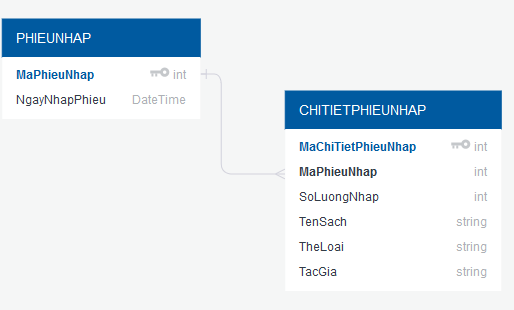 PHIEUNHAP
MaPhieuNhap int
NgayNhapPhieu DateTime
CHITIETPHIEUNHAP
MaChiTietPhieuNhap int
MaPhieuNhap int
SoLuongNhap int
TenSach string
TheLoai string
TacGia string